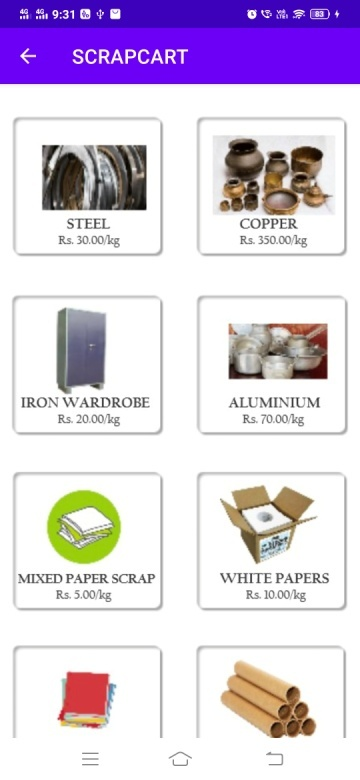 4G 4G 9:31 83
SCRAPCART
STEEL
Rs. 30.00/kg
COPPER
Rs. 350.00/kg
IRON WARDROBE
Rs. 20.00/kg
ALUMINIUM
Rs. 70.00/kg
MIXED PAPER SCRAP
Rs. 5.00/kg
WHITE PAPERS
Rs. 10.00/kg